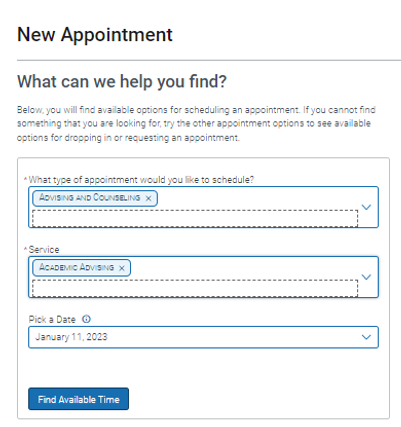 New Appointment
What can we help you find?
Below, you will find available options for scheduling an appointment. If you cannot find
something that you are looking for, try the other appointment options to see available
options for dropping in or requesting an appointment.
* What type of appointment would you like to schedule?
Advising and Counseling ×
* Service
Academic Advising ×
Pick a Date
January 11, 2023
Find Available Time